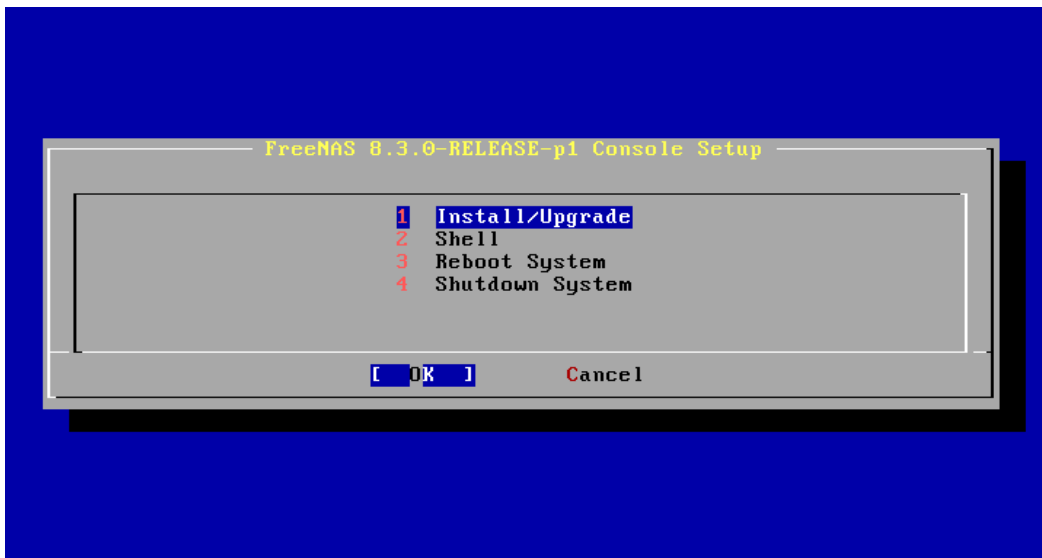 FreeNAS 8.3.0-RELEASE-p1 Console Setup
1 Install/Upgrade
2 Shell
3 Reboot System
4 Shutdown System
[ OK ] Cancel